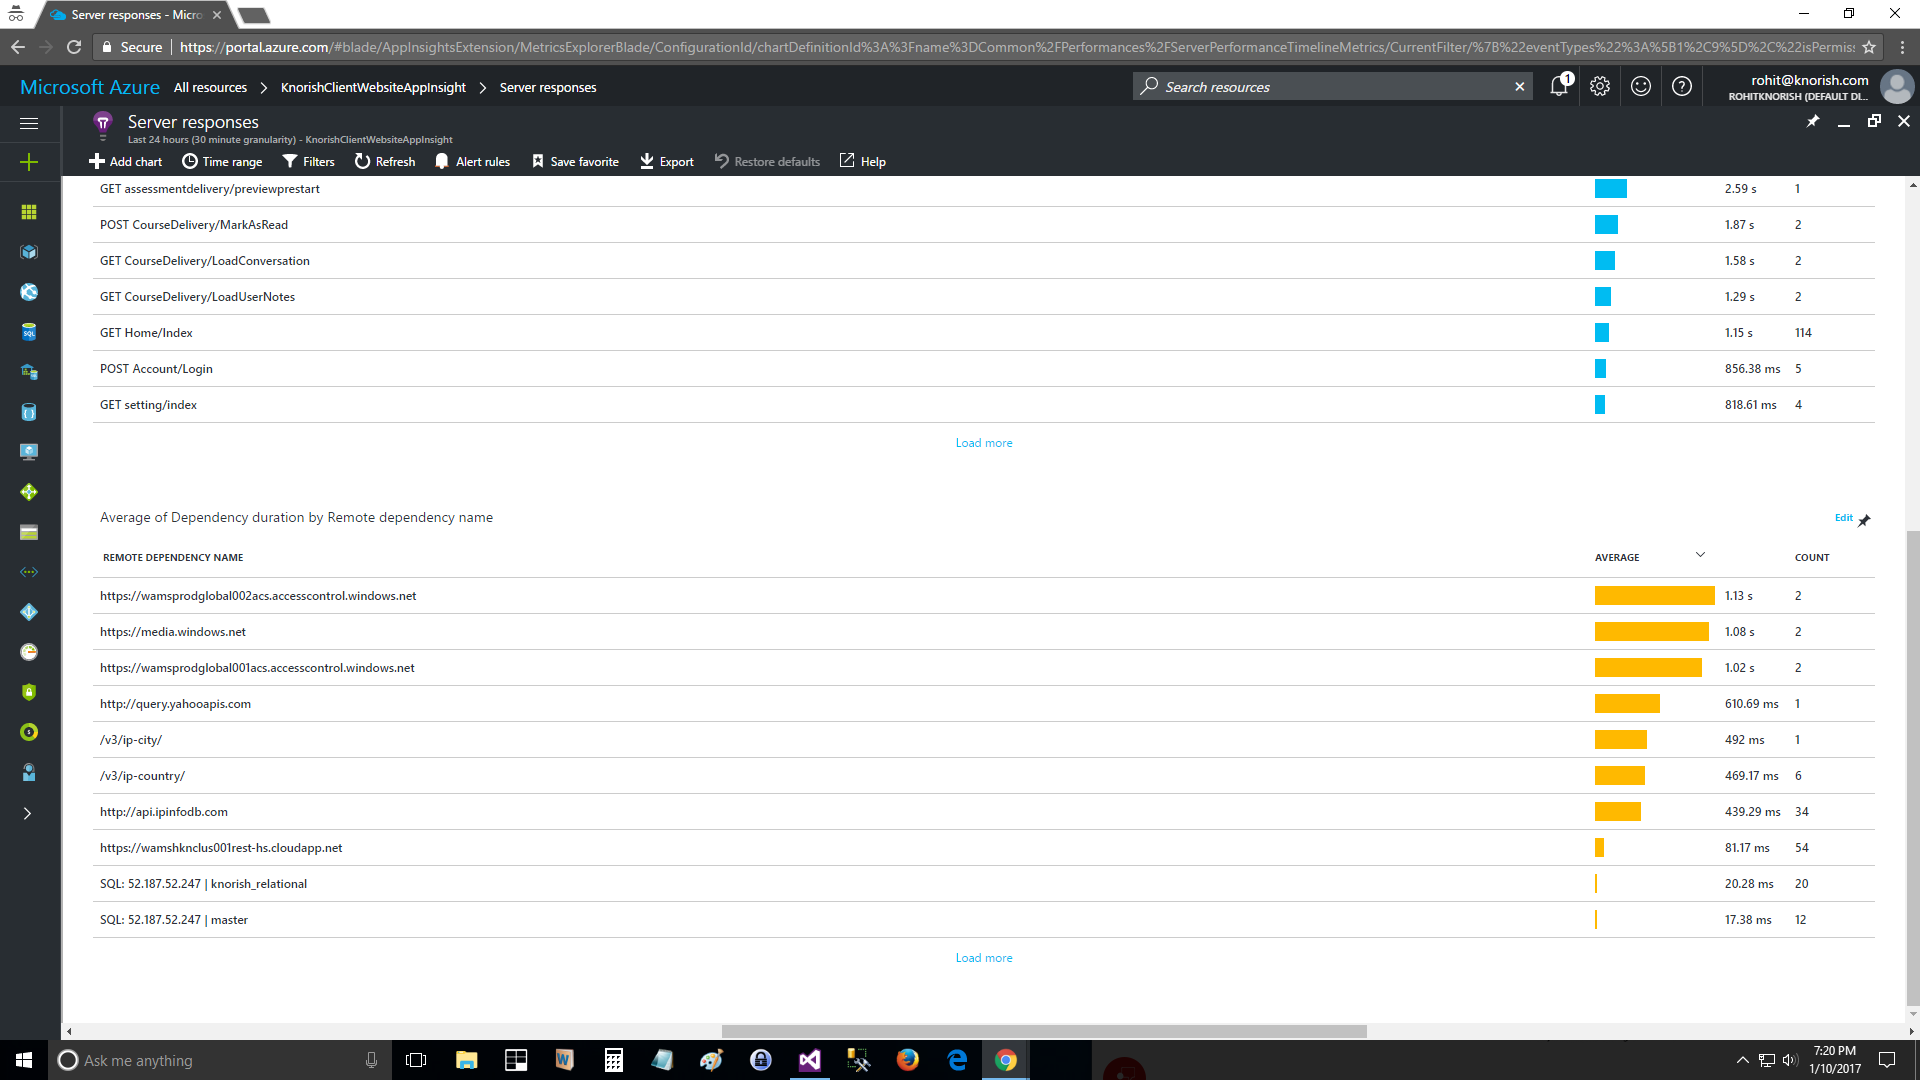 Server responses - Micro
Secure | https://portal.azure.com/#blade/AppInsightsExtension/MetricsExplorerBlade/ConfigurationId/chartDefinitionId%3A%3Fname%3DCommon%2FPerformances%2FServerPerformanceTimelineMetrics/CurrentFilter/%7B%22eventTypes%22%3A%5B1%2C9%5D%2C%22isPermiss
Microsoft Azure All resources > KnorishClientWebsiteAppInsight > Server responses
Search resources
1
rohit@knorish.com
ROHITKNORISH (DEFAULT DI...
Server responses
Last 24 hours (30 minute granularity) - KnorishClientWebsiteAppInsight
Add chart Time range Filters Refresh Alert rules Save favorite Export Restore defaults Help
GET assessmentdelivery/previewprestart 2.59 s 1
POST CourseDelivery/MarkAsRead 1.87 s 2
GET CourseDelivery/LoadConversation 1.58 s 2
GET CourseDelivery/LoadUserNotes 1.29 s 2
GET Home/Index 1.15 s 114
POST Account/Login 856.38 ms 5
GET setting/index 818.61 ms 4
Load more
Average of Dependency duration by Remote dependency name
Edit
REMOTE DEPENDENCY NAME AVERAGE COUNT
https://wamsprodglobal002acs.accesscontrol.windows.net 1.13 s 2
https://media.windows.net 1.08 s 2
https://wamsprodglobal001acs.accesscontrol.windows.net 1.02 s 2
http://query.yahooapis.com 610.69 ms 1
/v3/ip-city/ 492 ms 1
/v3/ip-country/ 469.17 ms 6
http://api.ipinfodb.com 439.29 ms 34
https://wamshknclus001rest-hs.cloudapp.net 81.17 ms 54
SQL: 52.187.52.247 | knorish_relational 20.28 ms 20
SQL: 52.187.52.247 | master 17.38 ms 12
Load more
Ask me anything
7:20 PM
1/10/2017